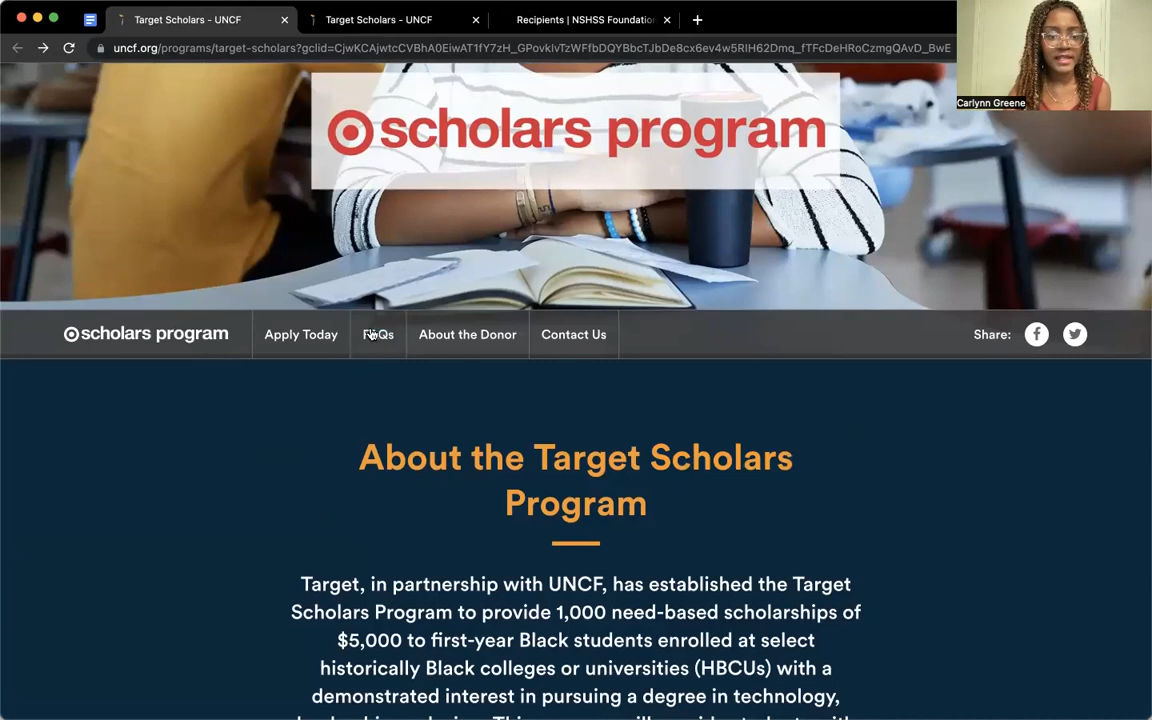 Target Scholars - UNCF
Target Scholars - UNCF
Recipients | NSHSS Foundation
uncf.org/programs/target-scholars?gclid=CjwKCAjwtcCVBhA0EiwAT1fY7zH_GPovklvTzWFfbDQYBbcTJbDe8cx6ev4w5RIH62Dmq_fTFcDeHRoCzmgQAvD_BwE
Carlynn Greene
scholars program
scholars program
Apply Today
FAQs
About the Donor
Contact Us
Share:
About the Target Scholars
Program
Target, in partnership with UNCF, has established the Target
Scholars Program to provide 1,000 need-based scholarships of
$5,000 to first-year Black students enrolled at select
historically Black colleges or universities (HBCUs) with a
demonstrated interest in pursuing a degree in technology,